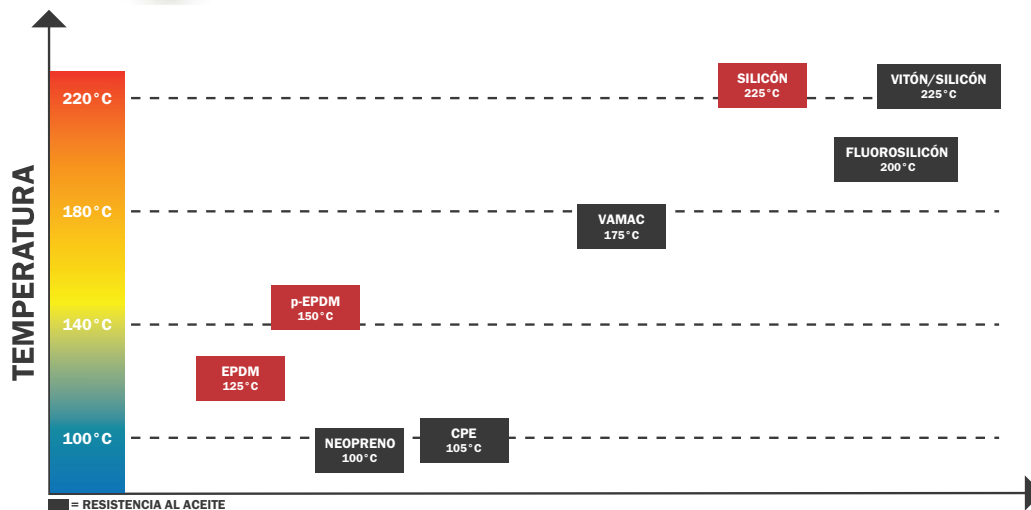 TEMPERATURA
220°C
180°C
140°C
100°C
SILICÓN
225°C
VITÓN/SILICÓN
225°C
FLUOROSILICÓN
200°C
VAMAC
175°C
p-EPDM
150°C
EPDM
125°C
NEOPRENO
100°C
CPE
105°C
= RESISTENCIA AL ACEITE